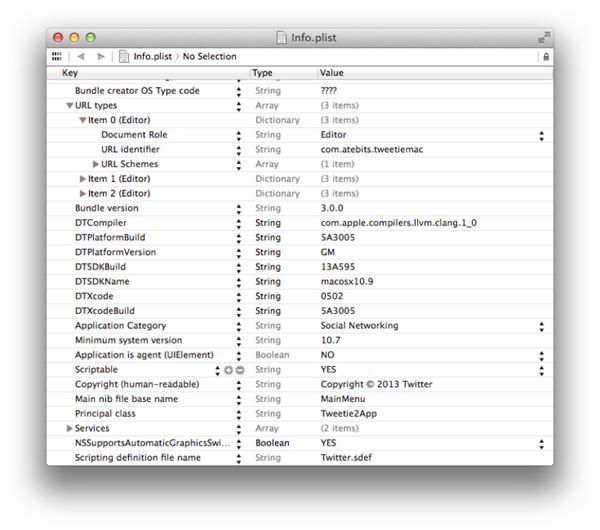 Info.plist
Info.plist No Selection
Key Type Value
Bundle creator OS Type code String ????
URL types Array (3 items)
Item 0 (Editor) Dictionary (3 items)
Document Role String Editor
URL identifier String com.atebits.tweetiemac
URL Schemes Array (1 item)
Item 1 (Editor) Dictionary (3 items)
Item 2 (Editor) Dictionary (3 items)
Bundle version String 3.0.0
DTCompiler String com.apple.compilers.llvm.clang.1_0
DTPlatformBuild String 5A3005
DTPlatformVersion String GM
DTSDKBuild String 13A595
DTSDKName String macosx10.9
DTXcode String 0502
DTXcodeBuild String 5A3005
Application Category String Social Networking
Minimum system version String 10.7
Application is agent (UIElement) Boolean NO
Scriptable String YES
Copyright (human-readable) String Copyright © 2013 Twitter
Main nib file base name String MainMenu
Principal class String Tweetie2App
Services Array (2 items)
NSSupportsAutomaticGraphicsSwi... Boolean YES
Scripting definition file name String Twitter.sdef